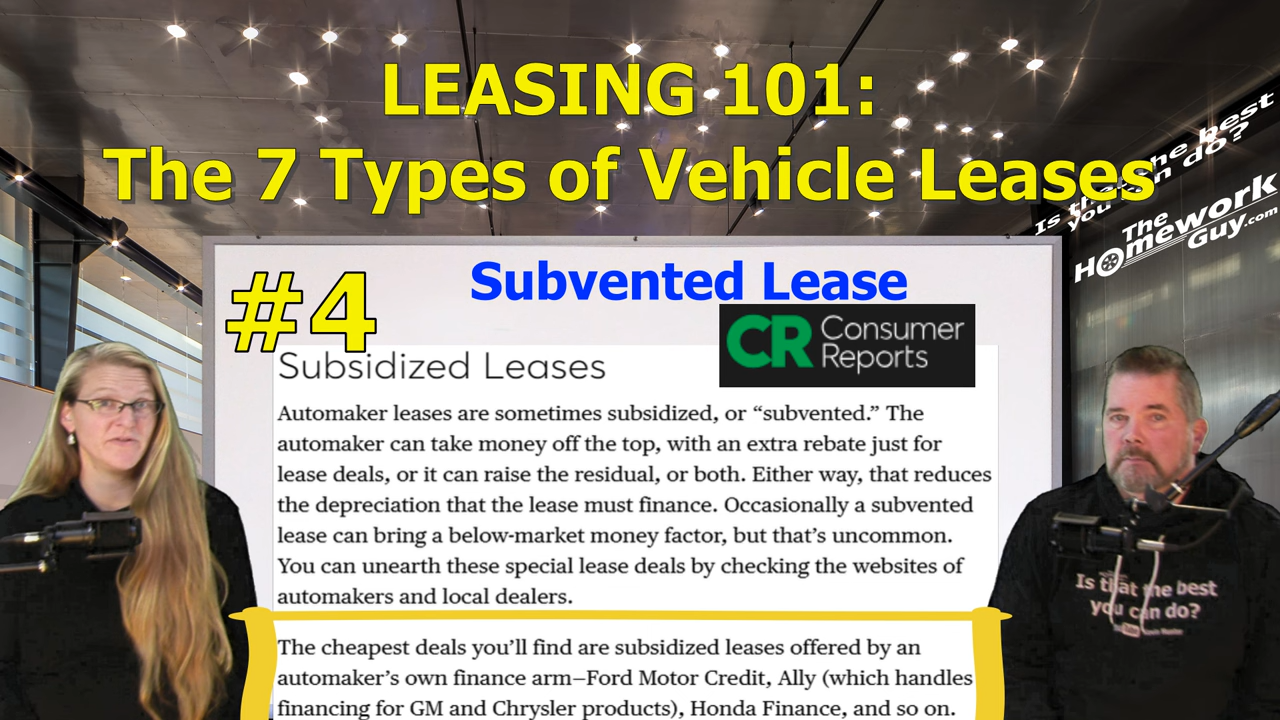 LEASING 101:
The 7 Types of Vehicle Leases
Is that the best
you can do?
The
Homework
Guy.com
#4
Subvented Lease
CR Consumer
Reports
Subsidized Leases
Automaker leases are sometimes subsidized, or “subvented.” The
automaker can take money off the top, with an extra rebate just for
lease deals, or it can raise the residual, or both. Either way, that reduces
the depreciation that the lease must finance. Occasionally a subvented
lease can bring a below-market money factor, but that’s uncommon.
You can unearth these special lease deals by checking the websites of
automakers and local dealers.
The cheapest deals you’ll find are subsidized leases offered by an
automaker’s own finance arm—Ford Motor Credit, Ally (which handles
financing for GM and Chrysler products), Honda Finance, and so on.
Is that the best
you can do?